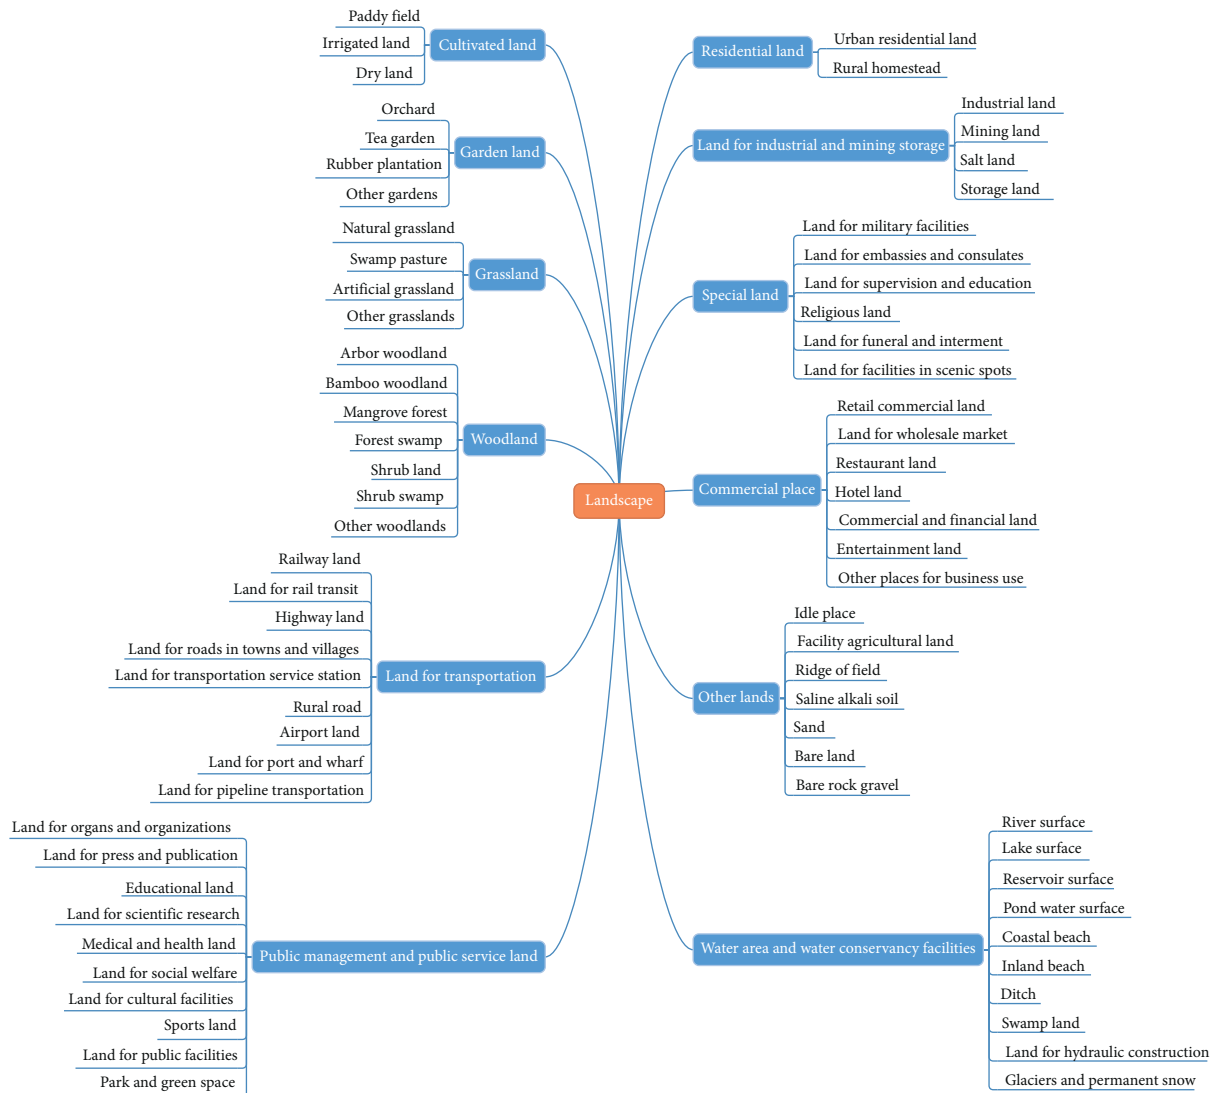 Paddy field
Irrigated land
Dry land
Cultivated land
Orchard
Tea garden
Rubber plantation
Other gardens
Garden land
Natural grassland
Swamp pasture
Artificial grassland
Other grasslands
Grassland
Arbor woodland
Bamboo woodland
Mangrove forest
Forest swamp
Shrub land
Shrub swamp
Other woodlands
Woodland
Railway land
Land for rail transit
Highway land
Land for roads in towns and villages
Land for transportation service station
Rural road
Airport land
Land for port and wharf
Land for pipeline transportation
Land for transportation
Land for organs and organizations
Land for press and publication
Educational land
Land for scientific research
Medical and health land
Land for social welfare
Land for cultural facilities
Sports land
Land for public facilities
Park and green space
Public management and public service land
Landscape
Residential land
Urban residential land
Rural homestead
Land for industrial and mining storage
Industrial land
Mining land
Salt land
Storage land
Special land
Land for military facilities
Land for embassies and consulates
Land for supervision and education
Religious land
Land for funeral and interment
Land for facilities in scenic spots
Commercial place
Retail commercial land
Land for wholesale market
Restaurant land
Hotel land
Commercial and financial land
Entertainment land
Other places for business use
Other lands
Idle place
Facility agricultural land
Ridge of field
Saline alkali soil
Sand
Bare land
Bare rock gravel
Water area and water conservancy facilities
River surface
Lake surface
Reservoir surface
Pond water surface
Coastal beach
Inland beach
Ditch
Swamp land
Land for hydraulic construction
Glaciers and permanent snow